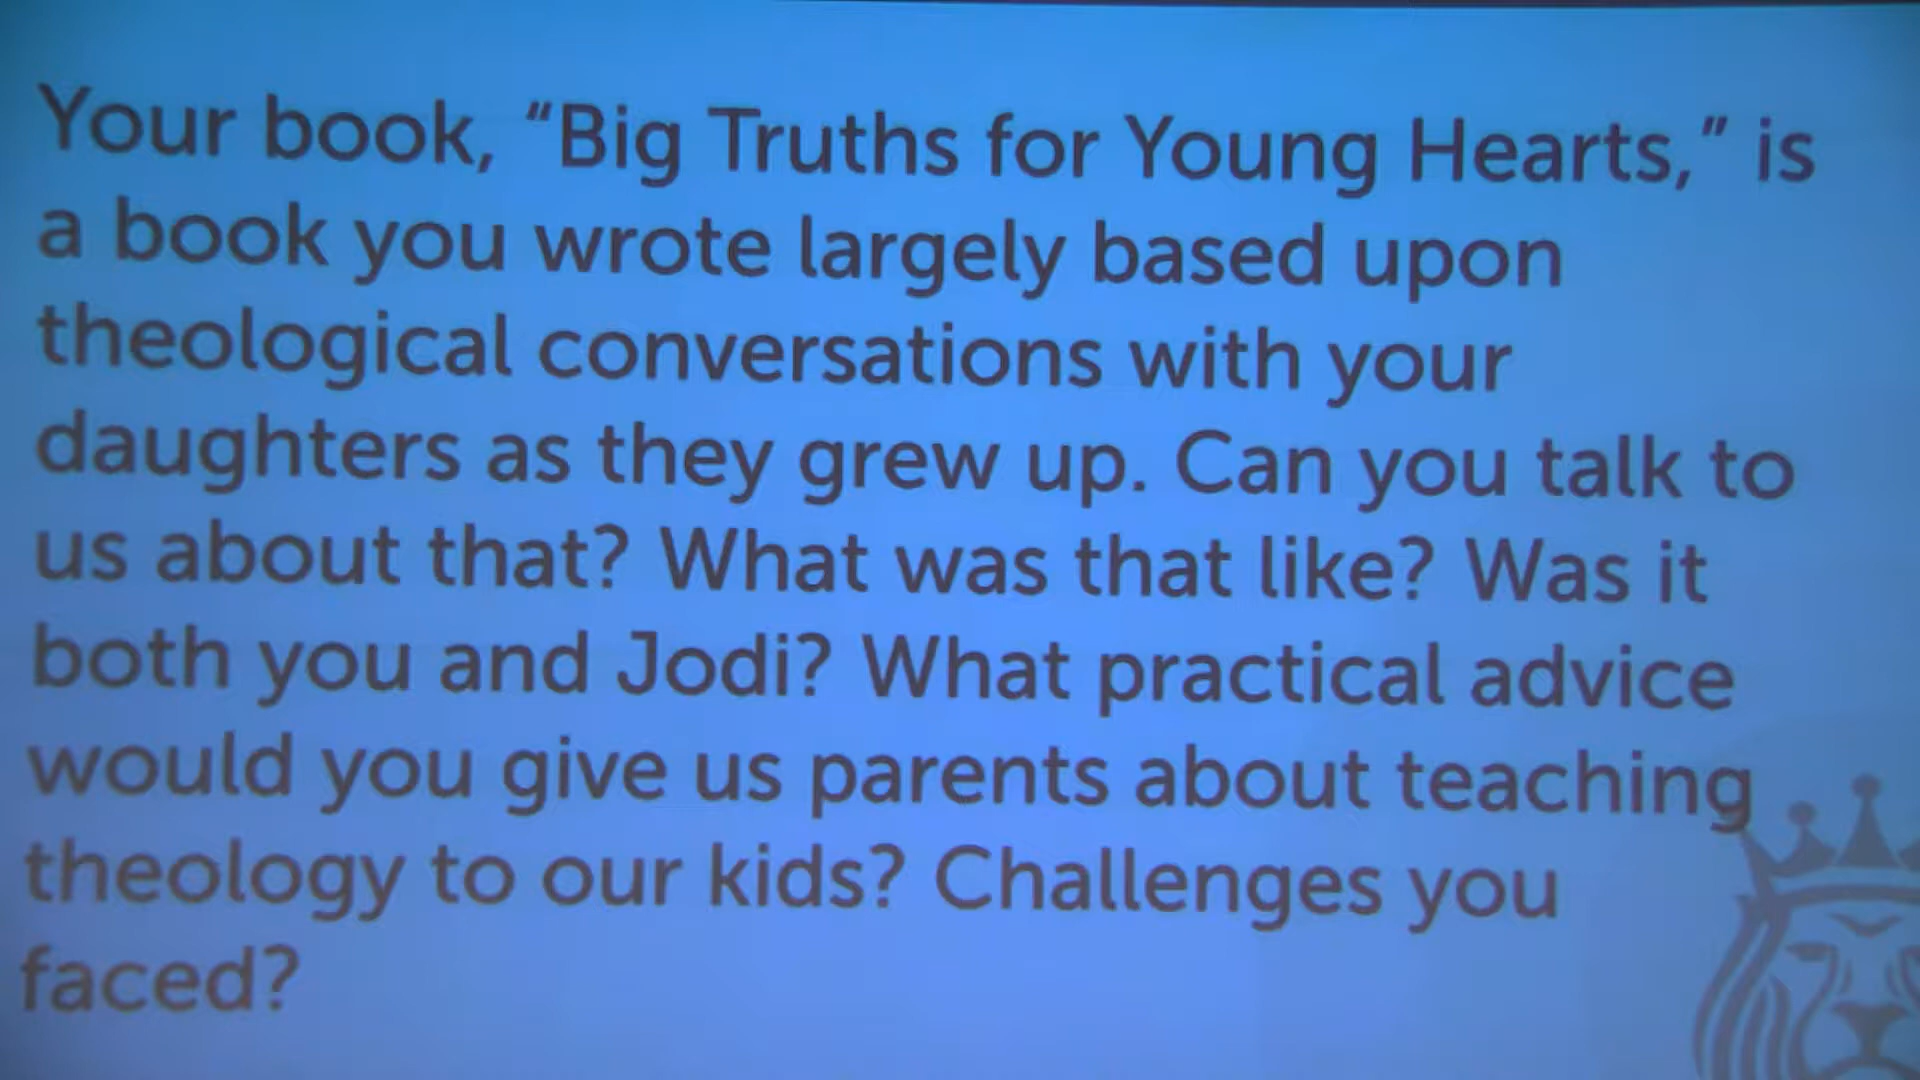 Your book, “Big Truths for Young Hearts,” is
a book you wrote largely based upon
theological conversations with your
daughters as they grew up. Can you talk to
us about that? What was that like? Was it
both you and Jodi? What practical advice
would you give us parents about teaching
theology to our kids? Challenges you
faced?